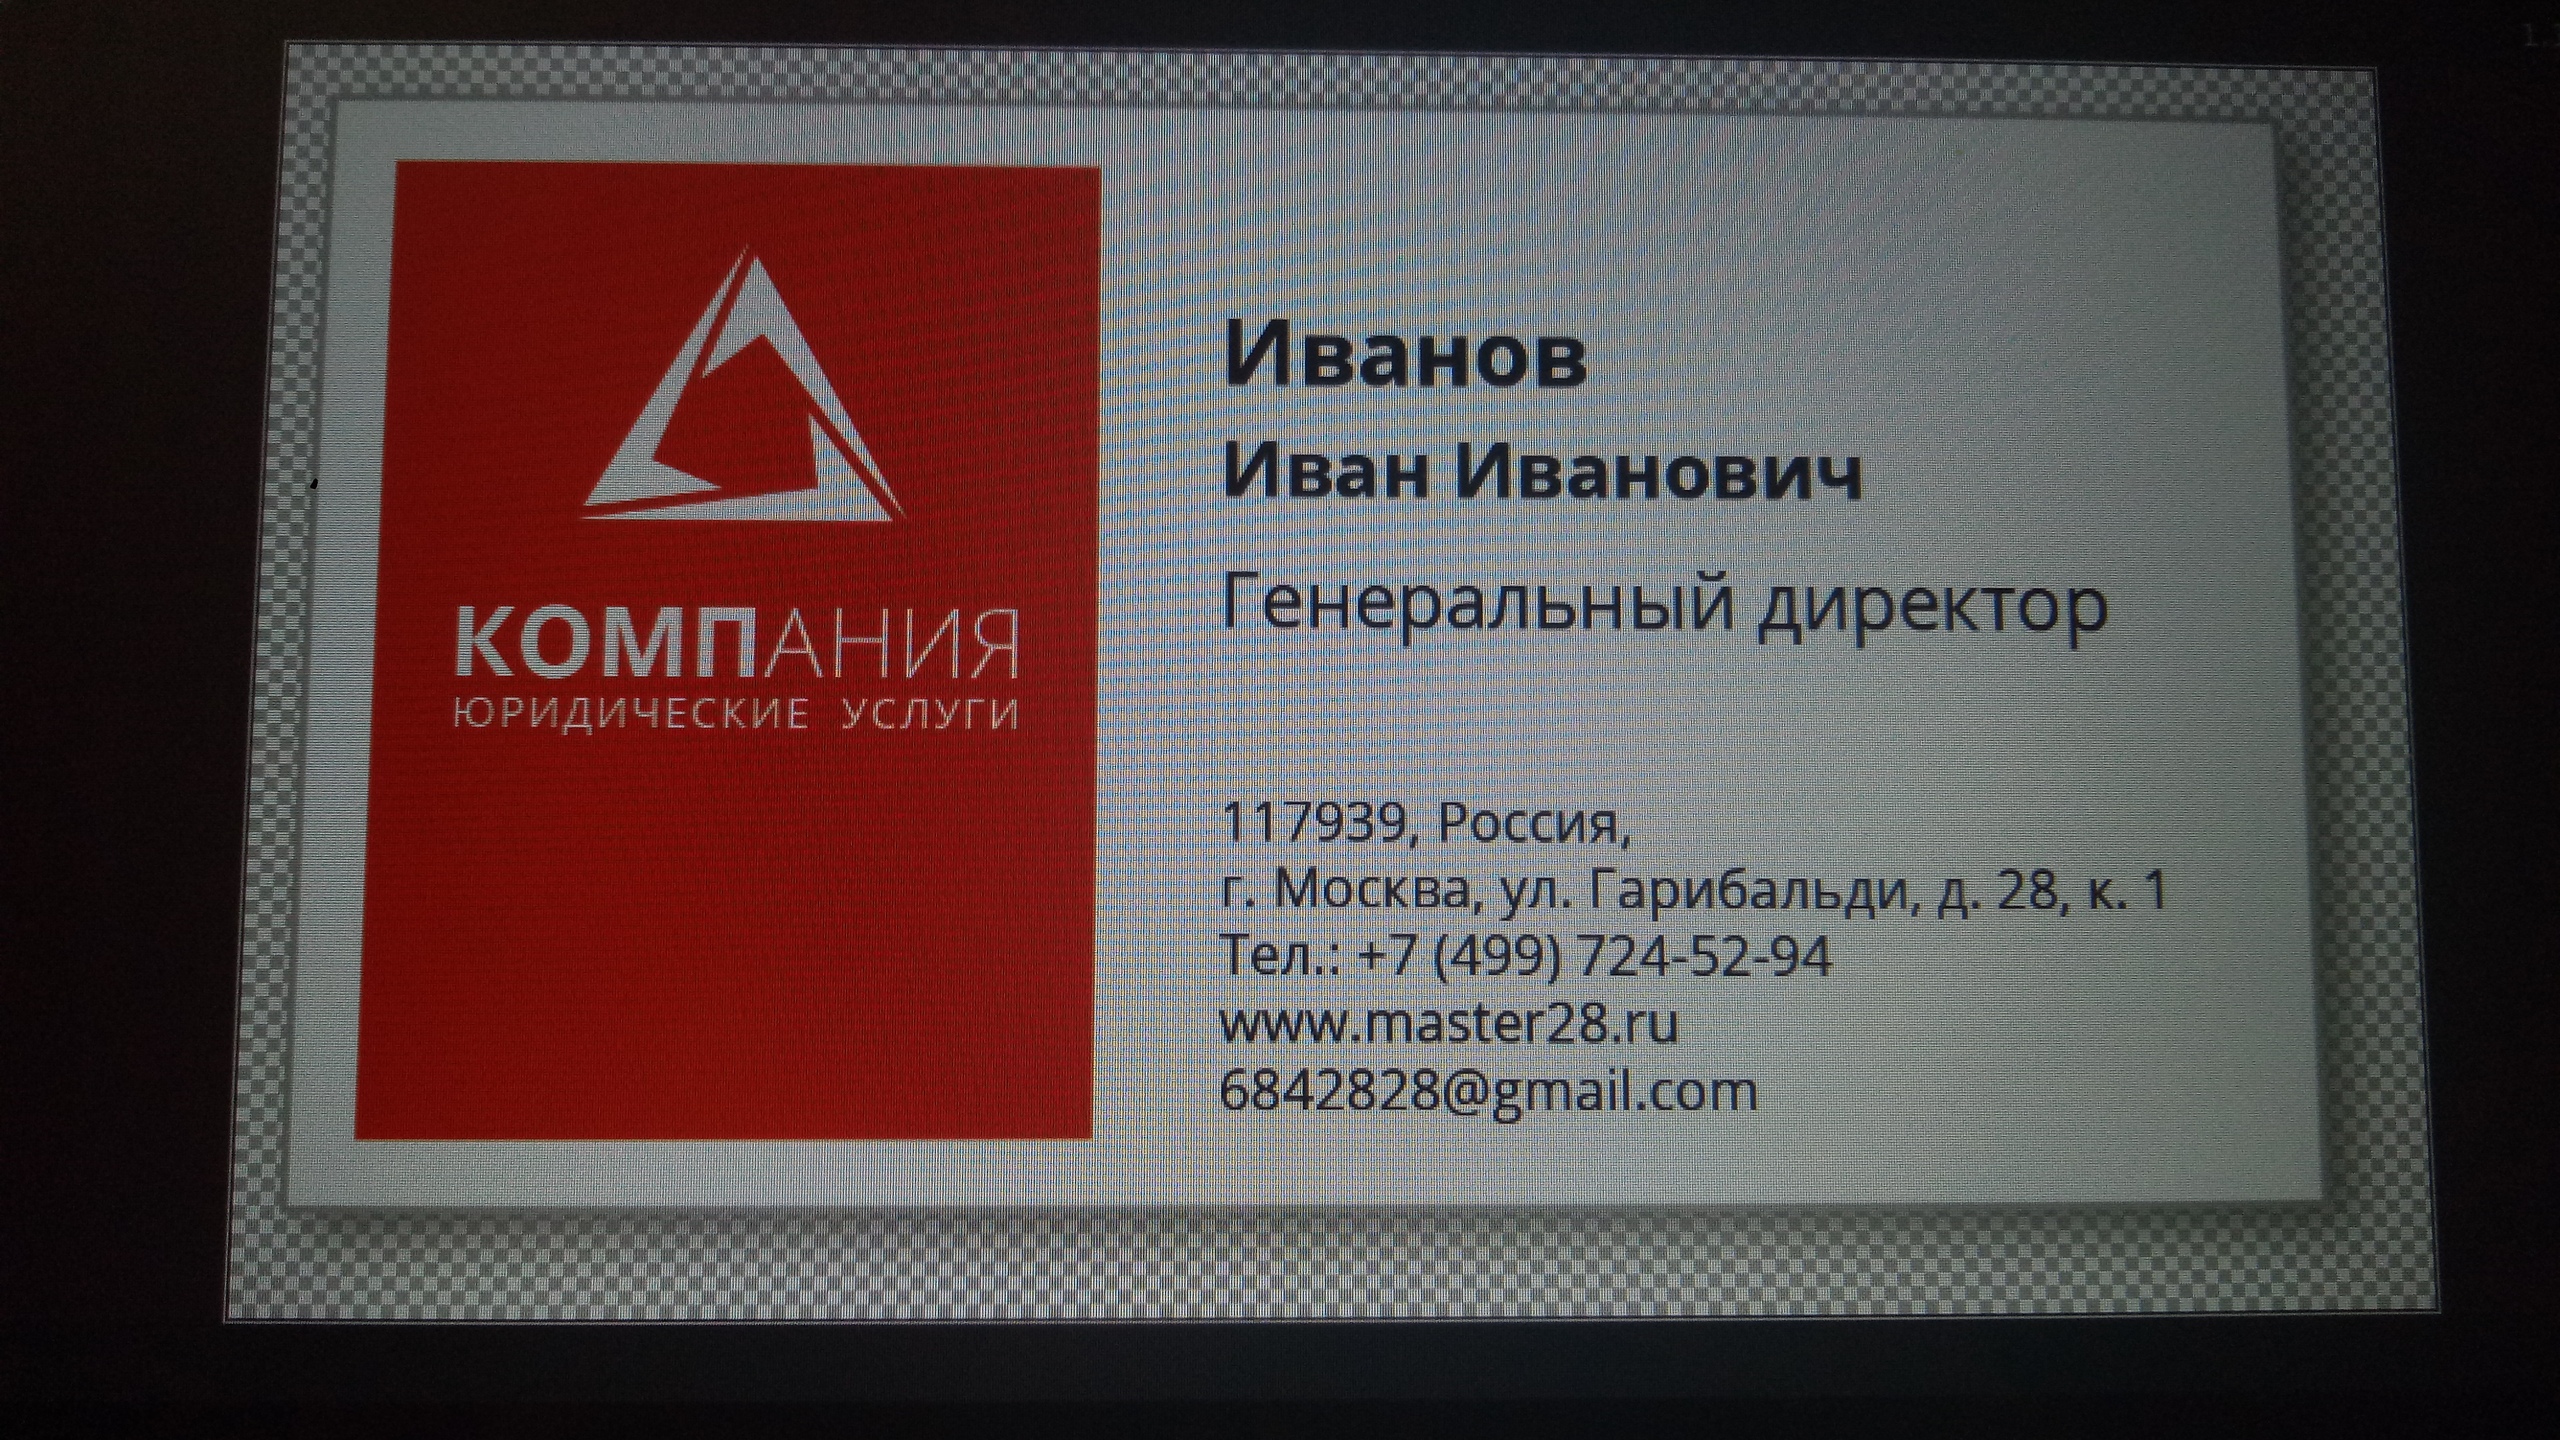 КОМПАНИЯ
ЮРИДИЧЕСКИЕ УСЛУГИ
Иванов
Иван Иванович
Генеральный директор
117939, Россия,
г. Москва, ул. Гарибальди, д. 28, к. 1
Тел.: +7 (499) 724-52-94
www.master28.ru
6842828@gmail.com